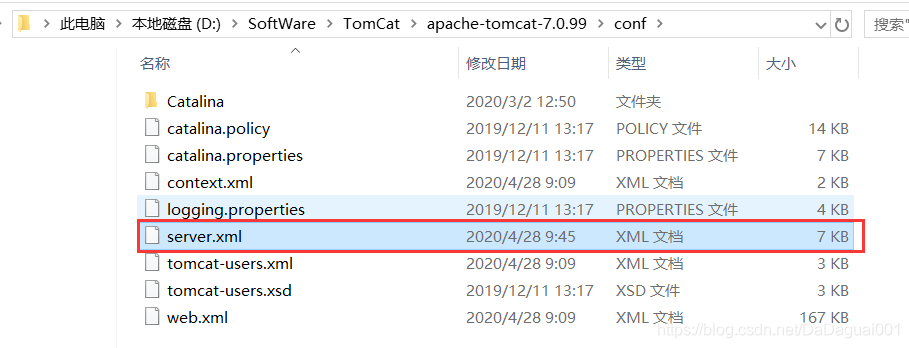 此电脑 > 本地磁盘 (D:) > SoftWare > TomCat > apache-tomcat-7.0.99 > conf > 搜索"
名称 修改日期 类型 大小
Catalina 2020/3/2 12:50 文件夹
catalina.policy 2019/12/11 13:17 POLICY 文件 14 KB
catalina.properties 2019/12/11 13:17 PROPERTIES 文件 7 KB
context.xml 2020/4/28 9:09 XML 文档 2 KB
logging.properties 2019/12/11 13:17 PROPERTIES 文件 4 KB
server.xml 2020/4/28 9:45 XML 文档 7 KB
tomcat-users.xml 2020/4/28 9:09 XML 文档 3 KB
tomcat-users.xsd 2019/12/11 13:17 XSD 文件 3 KB
web.xml 2020/4/28 9:09 XML 文档 167 KB
https://blog.csdn.net/DaDaguai001